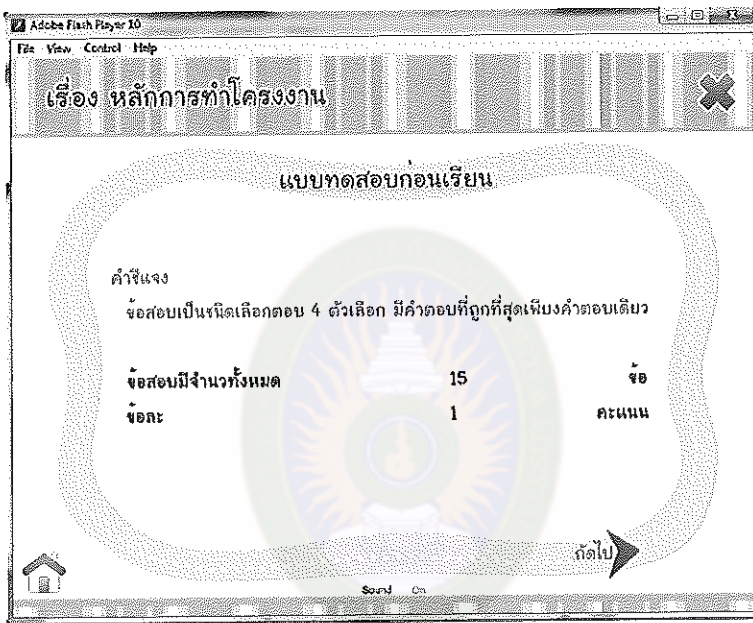 Adobe Flash Player 10
File View Control Help
เรื่อง หลักการทำโครงงาน
แบบทดสอบก่อนเรียน
คำชี้แจง
ข้อสอบเป็นชนิดเลือกตอบ 4 ตัวเลือก มีคำตอบที่ถูกที่สุดเพียงคำตอบเดียว
ข้อสอบมีจำนวทั้งหมด 15 ข้อ
ข้อละ 1 คะแนน
ถัดไป
Sound On